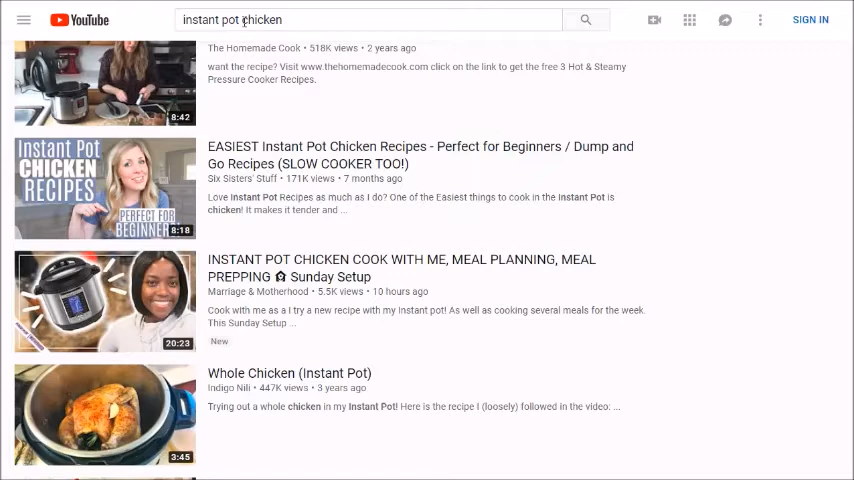 YouTube
instant pot chicken
SIGN IN
The Homemade Cook • 518K views • 2 years ago
want the recipe? Visit www.thehomemadecook.com click on the link to get the free 3 Hot & Steamy
Pressure Cooker Recipes.
8:42
Instant Pot
CHICKEN
RECIPES
PERFECT FOR
BEGINNERS
8:18
EASIEST Instant Pot Chicken Recipes - Perfect for Beginners / Dump and
Go Recipes (SLOW COOKER TOO!)
Six Sisters' Stuff • 171K views • 7 months ago
Love Instant Pot Recipes as much as I do? One of the Easiest things to cook in the Instant Pot is
chicken! It makes it tender and ...
20:23
INSTANT POT CHICKEN COOK WITH ME, MEAL PLANNING, MEAL
PREPPING Sunday Setup
Marriage & Motherhood • 5.5K views • 10 hours ago
Cook with me as a I try a new recipe with my Instant pot! As well as cooking several meals for the week.
This Sunday Setup ...
New
3:45
Whole Chicken (Instant Pot)
Indigo Nili • 447K views • 3 years ago
Trying out a whole chicken in my Instant Pot! Here is the recipe I (loosely) followed in the video: ...